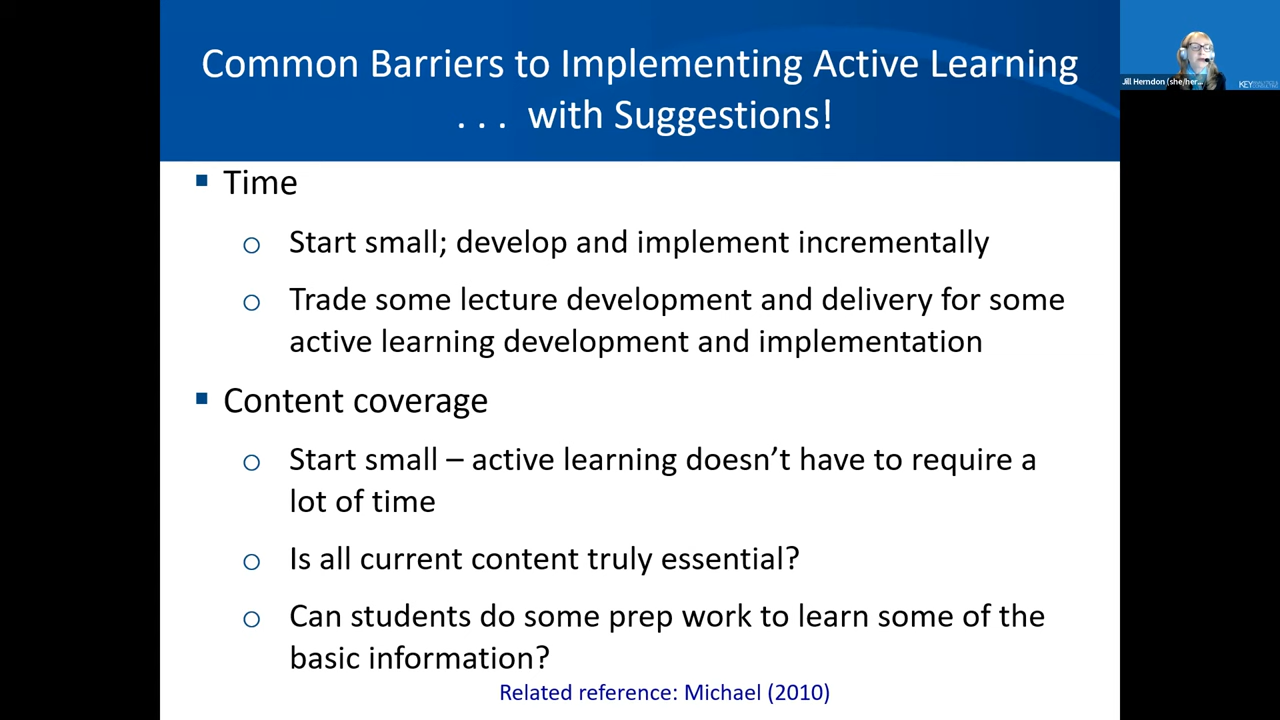 Common Barriers to Implementing Active Learning
. . . with Suggestions!
Jill Herndon (she/her...
KEY
▪ Time
o Start small; develop and implement incrementally
o Trade some lecture development and delivery for some
active learning development and implementation
▪ Content coverage
o Start small – active learning doesn’t have to require a
lot of time
o Is all current content truly essential?
o Can students do some prep work to learn some of the
basic information?
Related reference: Michael (2010)